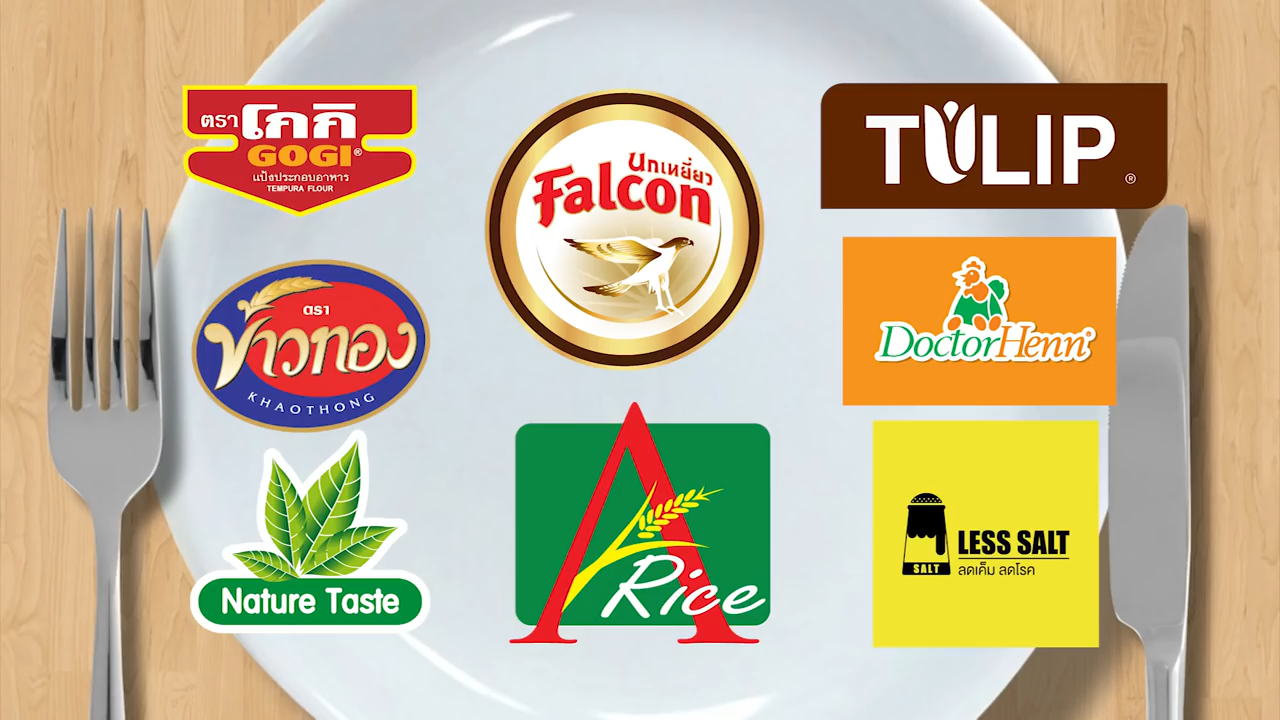 ตรา โกกิ
GOGI®
แป้งประกอบอาหาร
TEMPURA FLOUR
นกเหยี่ยว
Falcon
TULIP ®
ตรา
ข้าวทอง
KHAOTHONG
DoctorHenn®
Nature Taste
A
Rice
SALT
LESS SALT
ลดเค็ม ลดโรค